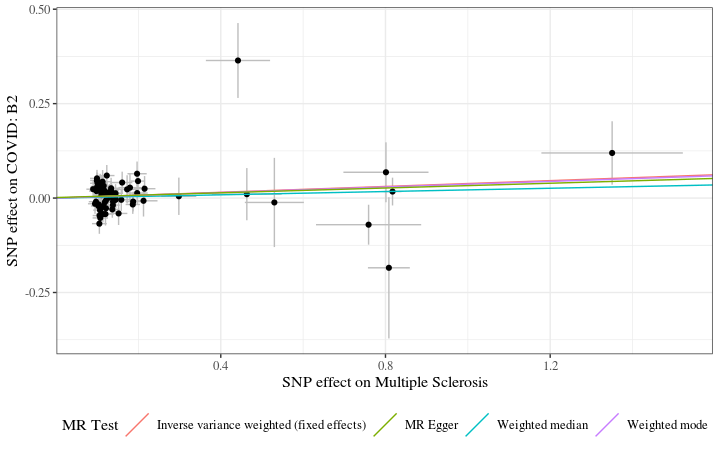 0.50
0.25
0.00
-0.25
SNP effect on COVID: B2
0.4 0.8 1.2
SNP effect on Multiple Sclerosis
MR Test Inverse variance weighted (fixed effects) MR Egger Weighted median Weighted mode